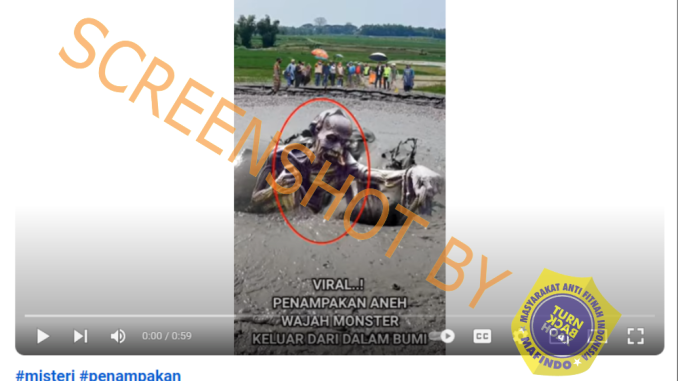 SCREENSHOT BY
VIRAL..!
PENAMPAKAN ANEH
WAJAH MONSTER
KELUAR DARI DALAM BUMI
0:00 / 0:59
CC
MASYARAKAT ANTI FITNAH INDONESIA
TURN
BACK
HOAX
MAFINDO
#misteri #penampakan